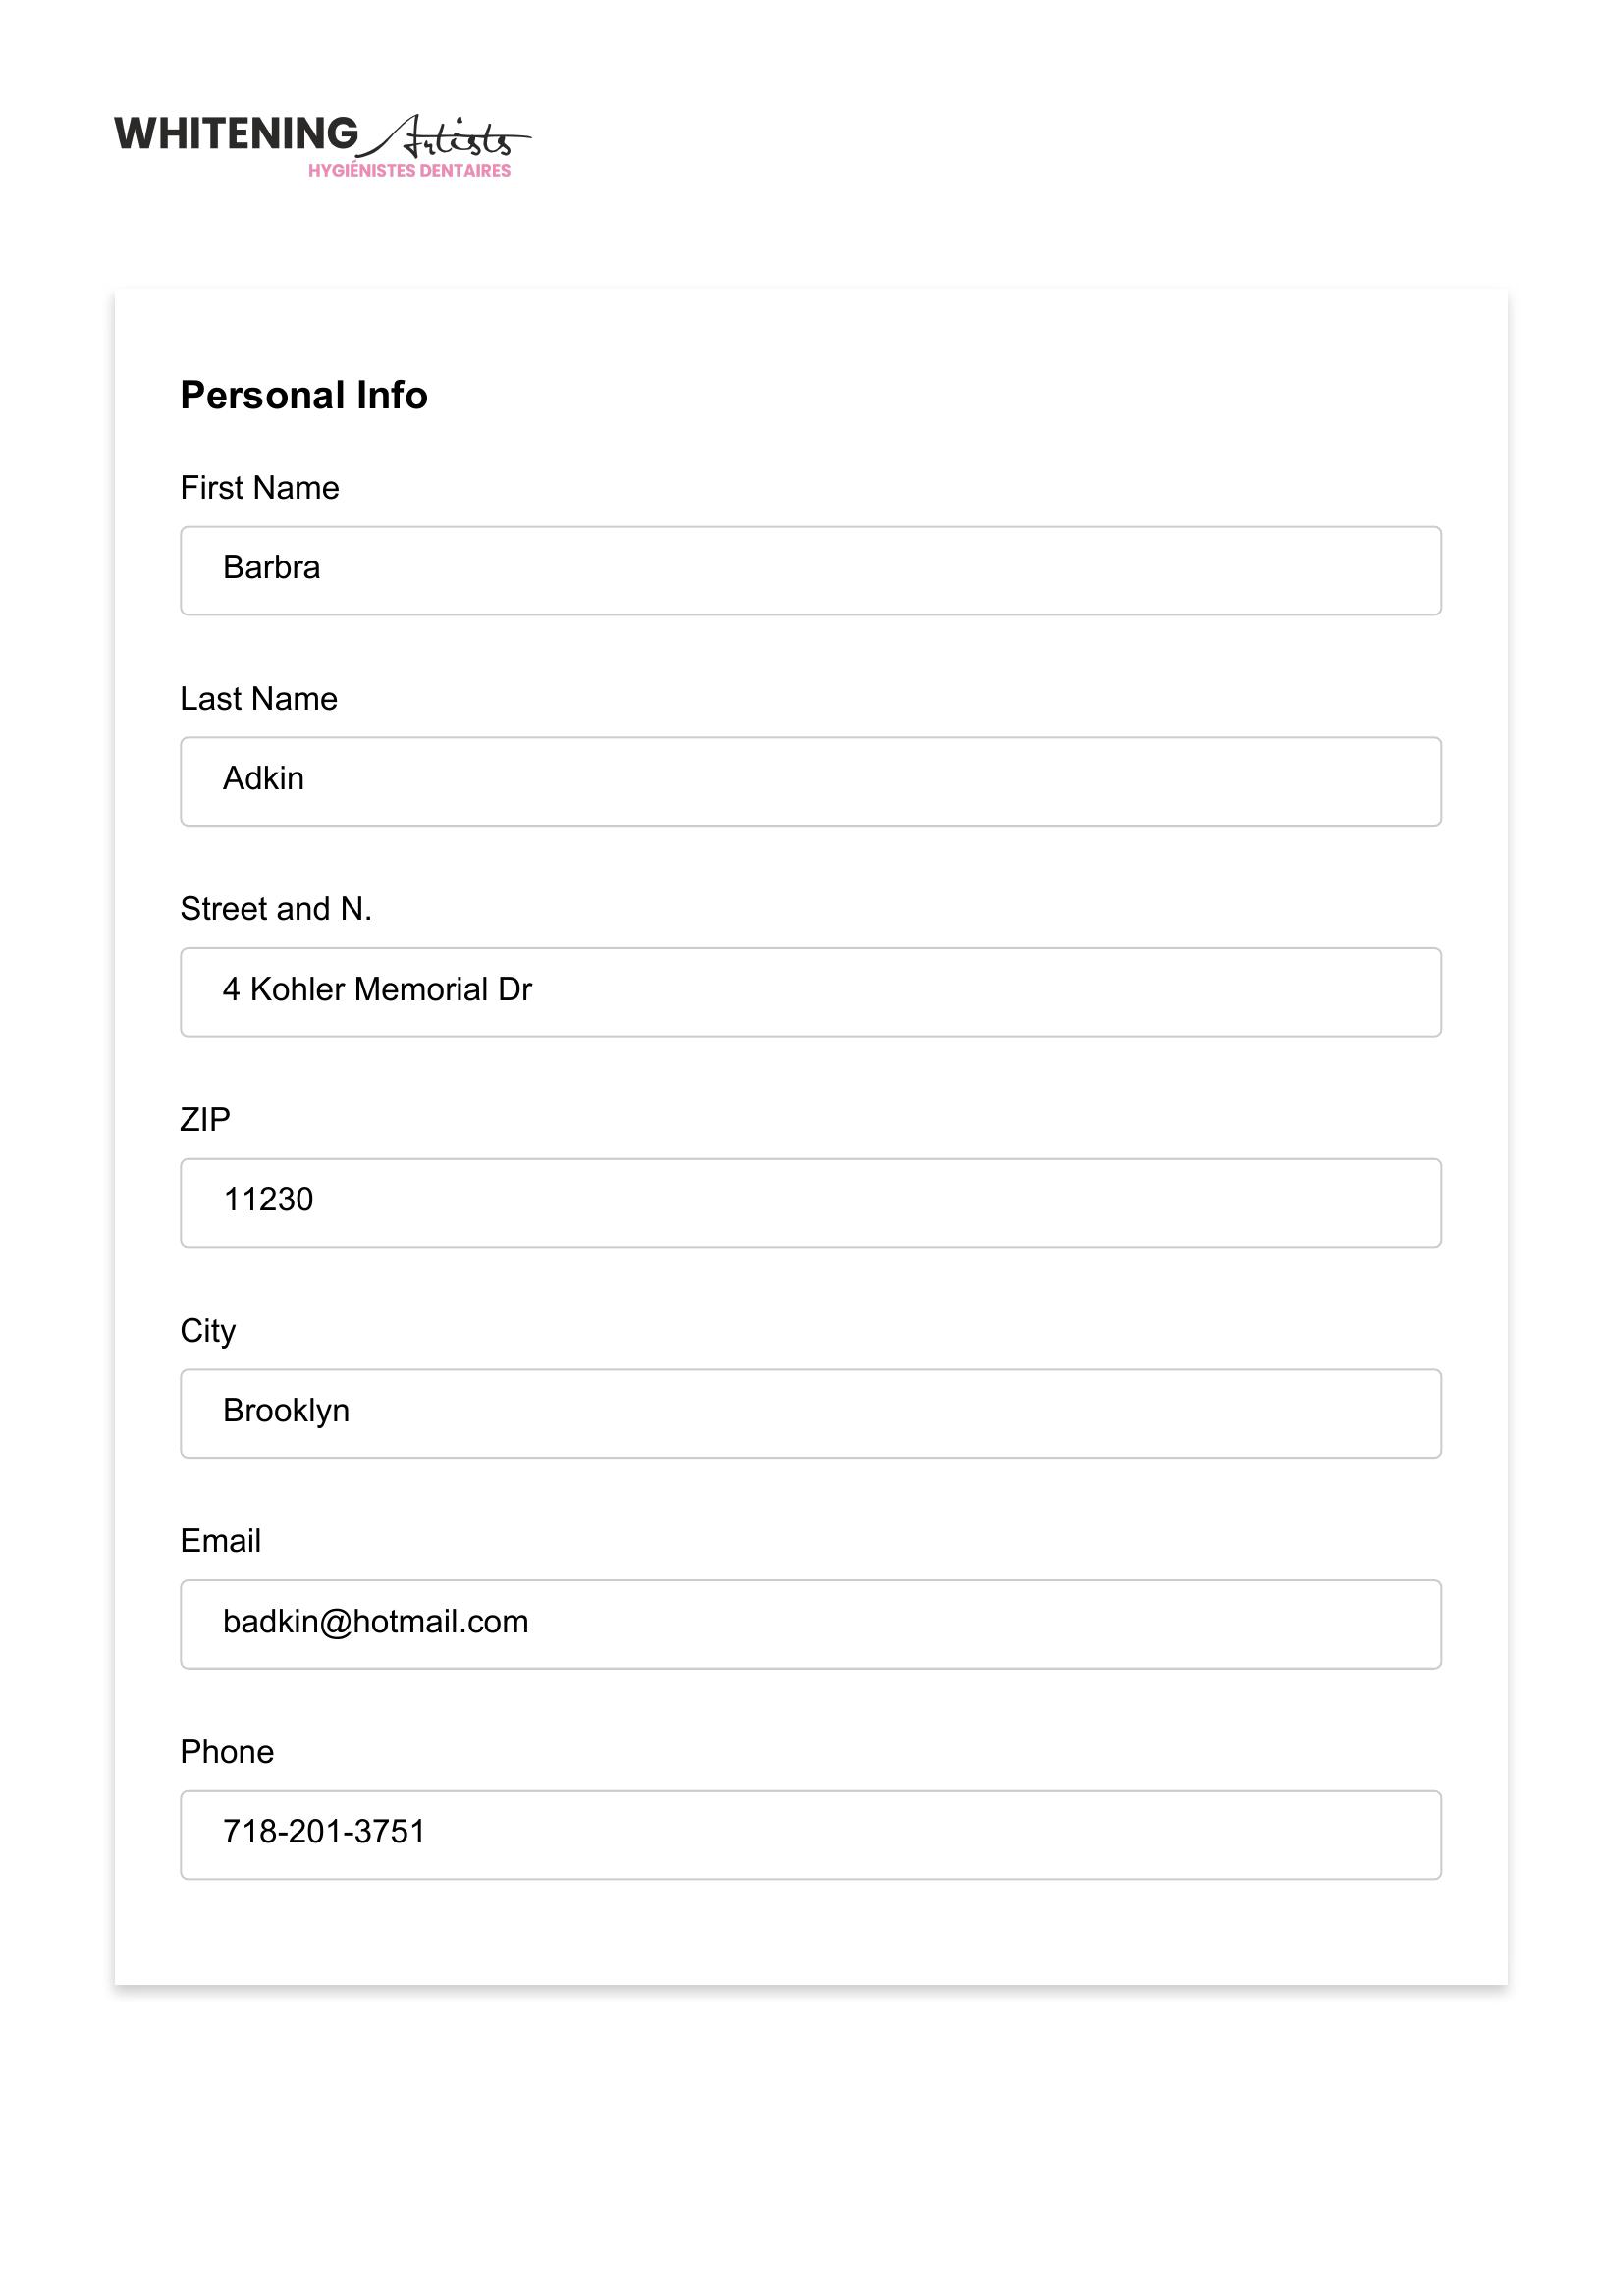 WHITENING Artists
HYGIÉNISTES DENTAIRES
Personal Info
First Name
Barbra
Last Name
Adkin
Street and N.
4 Kohler Memorial Dr
ZIP
11230
City
Brooklyn
Email
badkin@hotmail.com
Phone
718-201-3751